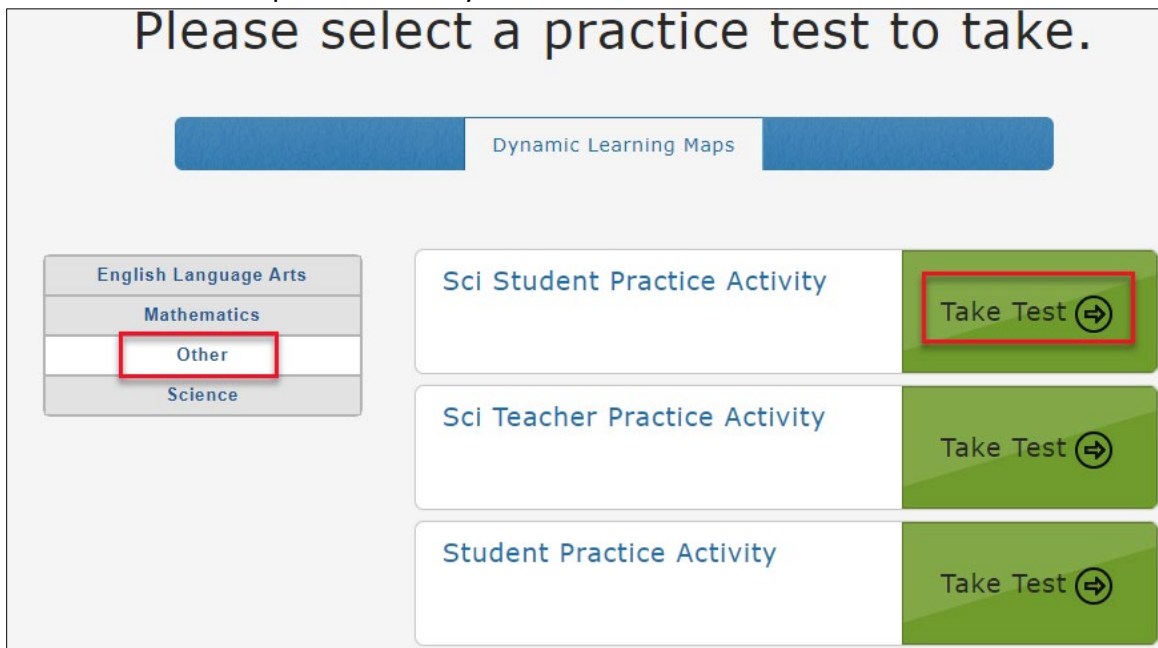 Please select a practice test to take.
Dynamic Learning Maps
English Language Arts
Mathematics
Other
Science
Sci Student Practice Activity
Take Test
Sci Teacher Practice Activity
Take Test
Student Practice Activity
Take Test